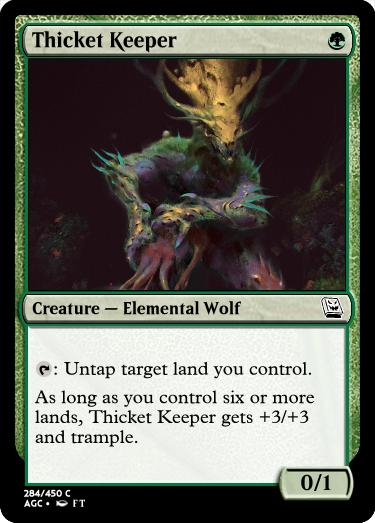 Thicket Keeper
Creature — Elemental Wolf
: Untap target land you control.
As long as you control six or more
lands, Thicket Keeper gets +3/+3
and trample.
0/1
284/450 C
AGC • FT